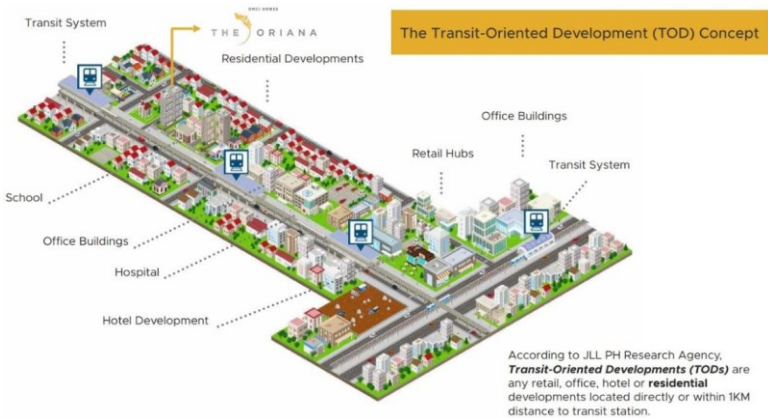 DMCI HOMES
THE ORIANA
The Transit-Oriented Development (TOD) Concept
Transit System
Residential Developments
Office Buildings
Retail Hubs
Transit System
School
Office Buildings
Hospital
Hotel Development
According to JLL PH Research Agency,
Transit-Oriented Developments (TODs) are
any retail, office, hotel or residential
developments located directly or within 1KM
distance to transit station.